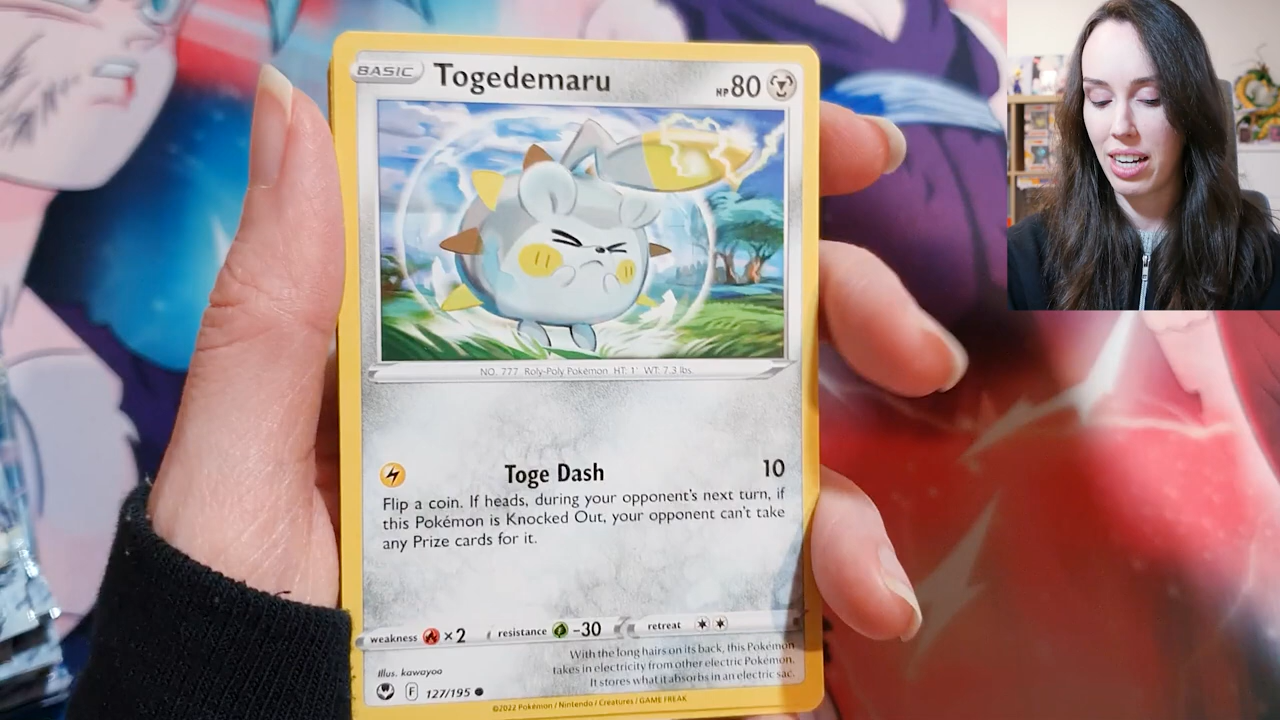 BASIC Togedemaru HP 80
NO. 777 Roly-Poly Pokémon HT: 1' WT: 7.3 lbs.
Toge Dash 10
Flip a coin. If heads, during your opponent's next turn, if
this Pokémon is Knocked Out, your opponent can't take
any Prize cards for it.
weakness ×2 resistance -30 retreat
With the long hairs on its back, this Pokémon
takes in electricity from other electric Pokémon.
It stores what it absorbs in an electric sac.
Illus. kawayoo
F 127/195
©2022 Pokémon / Nintendo / Creatures / GAME FREAK